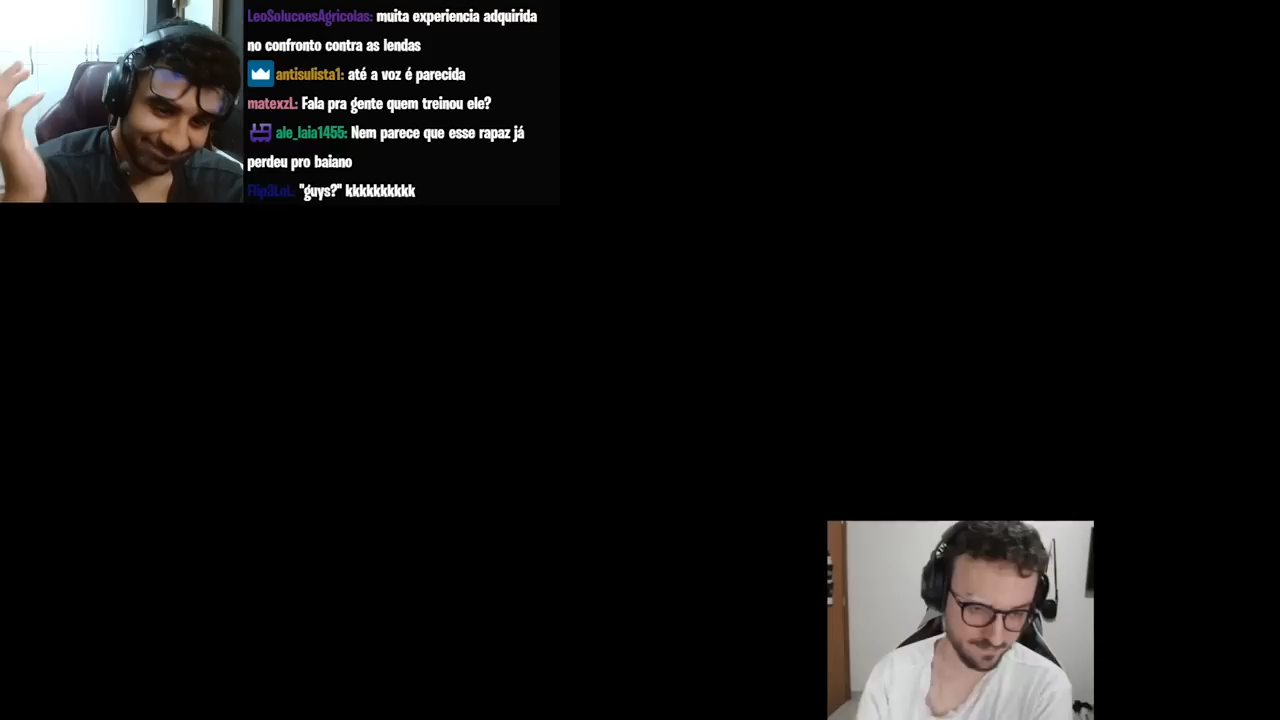 LeoSolucoesAgricolas: muita experiencia adquirida
no confronto contra as lendas
antisulista1: até a voz é parecida
matexzL: Fala pra gente quem treinou ele?
ale_laia1455: Nem parece que esse rapaz já
perdeu pro baiano
Flip3LoL: "guys?" kkkkkkkkkk